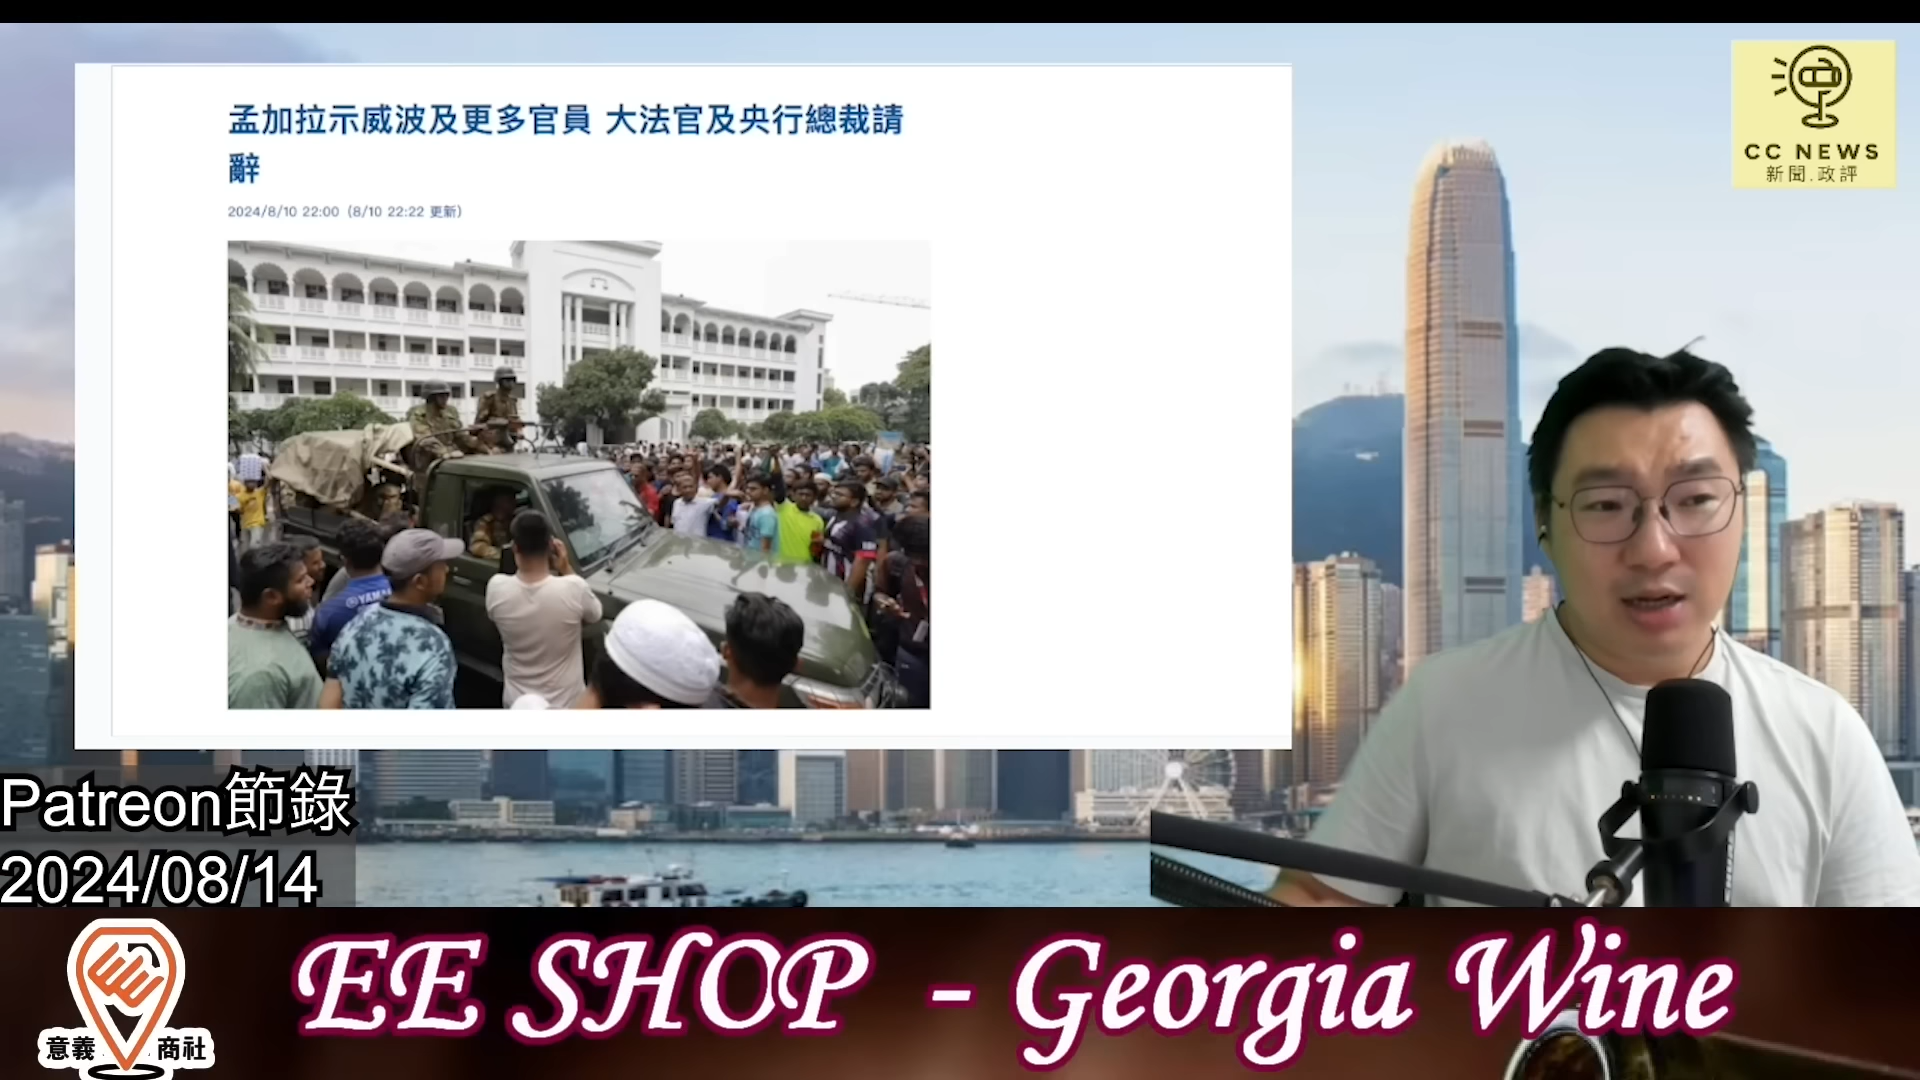 孟加拉示威波及更多官員 大法官及央行總裁請
辭
2024/8/10 22:00（8/10 22:22 更新）
CC NEWS
新聞.政評
YAMA
Patreon節錄
2024/08/14
意義 商社
EE SHOP - Georgia Wine